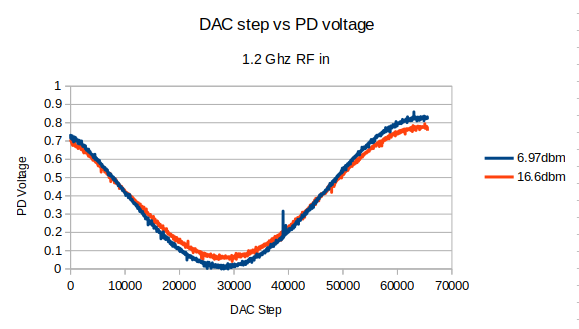 DAC step vs PD voltage
1.2 Ghz RF in
1
0.9
0.8
0.7
0.6
0.5
0.4
0.3
0.2
0.1
0
PD Voltage
6.97dbm
16.6dbm
0 10000 20000 30000 40000 50000 60000 70000
DAC Step